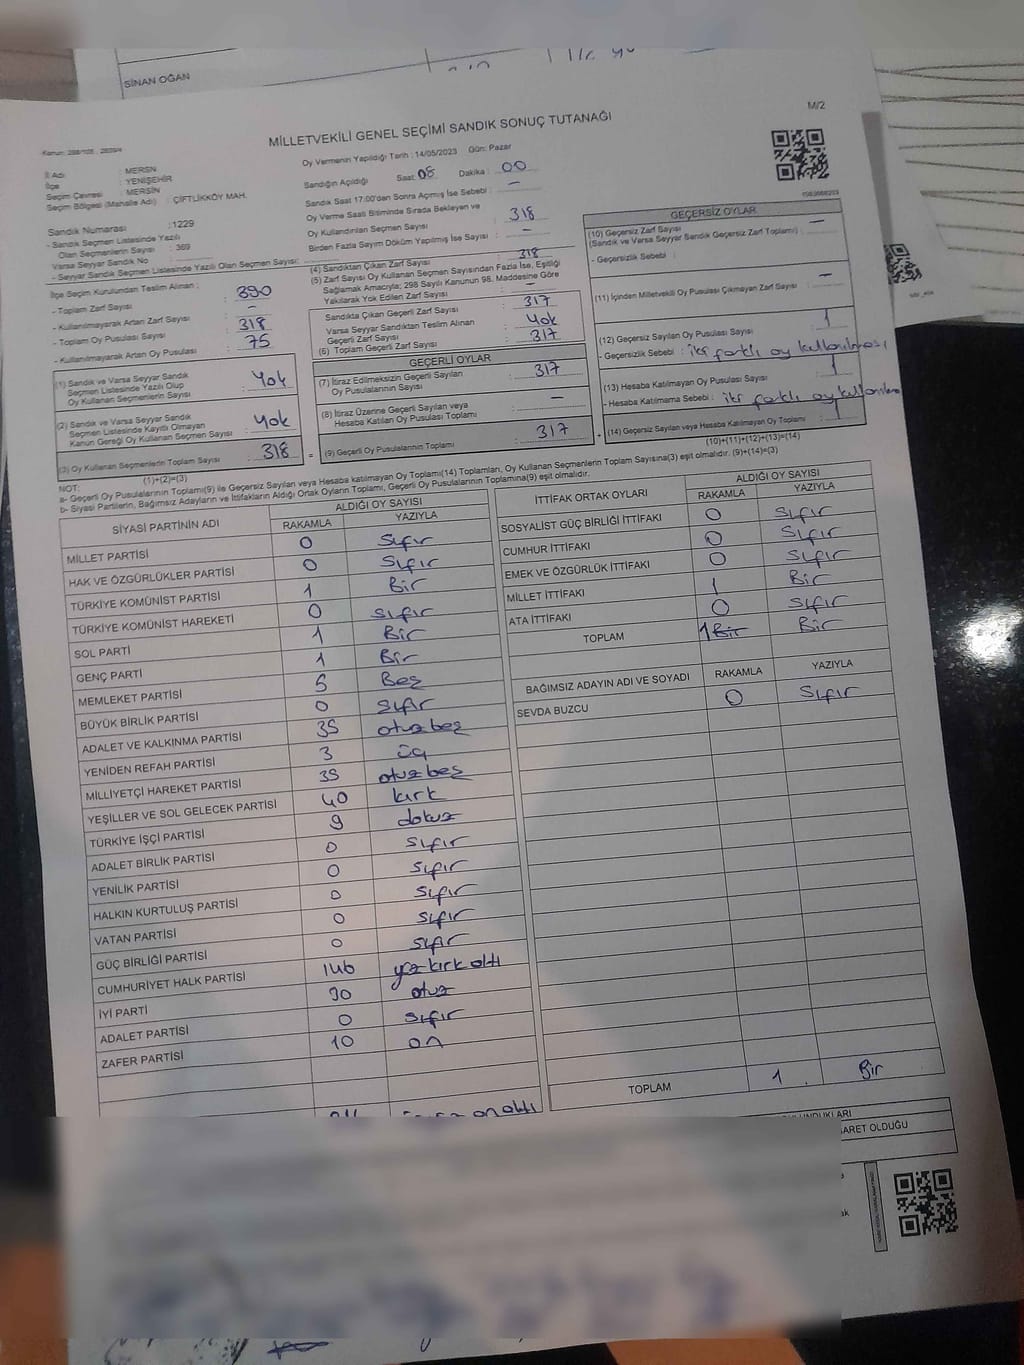 SİNAN OĞAN
M/2
MİLLETVEKİLİ GENEL SEÇİMİ SANDIK SONUÇ TUTANAĞI
Oy Vermenin Yapıldığı Tarih : 14/05/2023 Gün: Pazar
İl Adı : MERSİN
İlçe : YENİŞEHİR
Seçim Çevresi : MERSİN
Seçim Bölgesi (Mahalle Adı) : ÇİFTLİKKÖY MAH.
Sandık Numarası : 1229
- Sandık Seçmen Listesinde Yazılı
Olan Seçmenlerin Sayısı : 369
Varsa Seyyar Sandık No :
- Seyyar Sandık Seçmen Listesinde Yazılı Olan Seçmen Sayısı:
Sandığın Açıldığı Saat: 08 Dakika : 00
Sandık Saat 17:00'den Sonra Açımış İse Sebebi : -
Oy Verme Saati Bitiminde Sırada Bekleyen ve
Oy Kullandırılan Seçmen Sayısı : 318
Birden Fazla Sayım Döküm Yapılmış İse Sayısı : -
İlçe Seçim Kurulundan Teslim Alınan : 390
- Toplam Zarf Sayısı : -
- Kullanılmayarak Artan Zarf Sayısı
- Toplam Oy Pusulası Sayısı : 318
- Kullanılmayarak Artan Oy Pusulası : 75
(1) Sandık ve Varsa Seyyar Sandık
Seçmen Listesinde Yazılı Olup
Oy Kullanan Seçmenlerin Sayısı : Yok
(2) Sandık ve Varsa Seyyar Sandık
Seçmen Listesinde Kayıtlı Olmayan
Kanun Gereği Oy Kullanan Seçmen Sayısı : Yok
(3) Oy Kullanan Seçmenlerin Toplam Sayısı : 318
(1)+(2)=(3)
(4) Sandıktan Çıkan Zarf Sayısı : 318
(5) Zarf Sayısı Oy Kullanan Seçmen Sayısından Fazla İse, Eşitliği
Sağlamak Amacıyla; 298 Sayılı Kanunun 98. Maddesine Göre
Yakılarak Yok Edilen Zarf Sayısı : -
Sandıkta Çıkan Geçerli Zarf Sayısı : 317
Varsa Seyyar Sandıktan Teslim Alınan
Geçerli Zarf Sayısı : Yok
(6) Toplam Geçerli Zarf Sayısı : 317
GEÇERLİ OYLAR
(7) İtiraz Edilmeksizin Geçerli Sayılan
Oy Pusulalarının Sayısı : 317
(8) İtiraz Üzerine Geçerli Sayılan veya
Hesaba Katılan Oy Pusulası Toplamı : -
(9) Geçerli Oy Pusulalarının Toplamı : 317
GEÇERSİZ OYLAR
(10) Geçersiz Zarf Sayısı
(Sandık ve Varsa Seyyar Sandık Geçersiz Zarf Toplamı) : -
- Geçersizlik Sebebi :
(11) İçinden Milletvekili Oy Pusulası Çıkmayan Zarf Sayısı : -
(12) Geçersiz Sayılan Oy Pusulası Sayısı : 1
- Geçersizlik Sebebi : iki farklı oy kullanılması
(13) Hesaba Katılmayan Oy Pusulası Sayısı : 1
- Hesaba Katılmama Sebebi : iki farklı oy kullanılma
(14) Geçersiz Sayılan veya Hesaba Katılmayan Oy Toplamı :
(10)+(11)+(12)+(13)=(14)
NOT:
a- Geçerli Oy Pusulalarının Toplamı(9) ile Geçersiz Sayılan veya Hesaba katılmayan Oy Toplamı(14) Toplamları, Oy Kullanan Seçmenlerin Toplam Sayısına(3) eşit olmalıdır. (9)+(14)=(3)
b- Siyasi Partilerin, Bağımsız Adayların ve İttifakların Aldığı Ortak Oyların Toplamı, Geçerli Oy Pusulalarının Toplamına(9) eşit olmalıdır.
SİYASİ PARTİNİN ADI ALDIĞI OY SAYISI
RAKAMLA YAZIYLA
MİLLET PARTİSİ 0 Sıfır
HAK VE ÖZGÜRLÜKLER PARTİSİ 0 Sıfır
TÜRKİYE KOMÜNİST PARTİSİ 1 Bir
TÜRKİYE KOMÜNİST HAREKETİ 0 sıfır
SOL PARTİ 1 Bir
GENÇ PARTİ 1 Bir
MEMLEKET PARTİSİ 5 Beş
BÜYÜK BİRLİK PARTİSİ 0 sıfır
ADALET VE KALKINMA PARTİSİ 35 otuz beş
YENİDEN REFAH PARTİSİ 3 üç
MİLLİYETÇİ HAREKET PARTİSİ 35 otuz beş
YEŞİLLER VE SOL GELECEK PARTİSİ 40 kırk
TÜRKİYE İŞÇİ PARTİSİ 9 dokuz
ADALET BİRLİK PARTİSİ 0 sıfır
YENİLİK PARTİSİ 0 sıfır
HALKIN KURTULUŞ PARTİSİ 0 sıfır
VATAN PARTİSİ 0 sıfır
GÜÇ BİRLİĞİ PARTİSİ 0 sıfır
CUMHURİYET HALK PARTİSİ 146 yüz kırk altı
İYİ PARTİ 30 otuz
ADALET PARTİSİ 0 sıfır
ZAFER PARTİSİ 10 on
on altı
İTTİFAK ORTAK OYLARI ALDIĞI OY SAYISI
RAKAMLA YAZIYLA
SOSYALİST GÜÇ BİRLİĞİ İTTİFAKI 0 sıfır
CUMHUR İTTİFAKI 0 Sıfır
EMEK VE ÖZGÜRLÜK İTTİFAKI 0 sıfır
MİLLET İTTİFAKI 1 Bir
ATA İTTİFAKI 0 sıfır
TOPLAM 1 Bir Bir
BAĞIMSIZ ADAYIN ADI VE SOYADI RAKAMLA YAZIYLA
SEVDA BUZCU 0 Sıfır
TOPLAM 1 Bir
ARET OLDUĞU